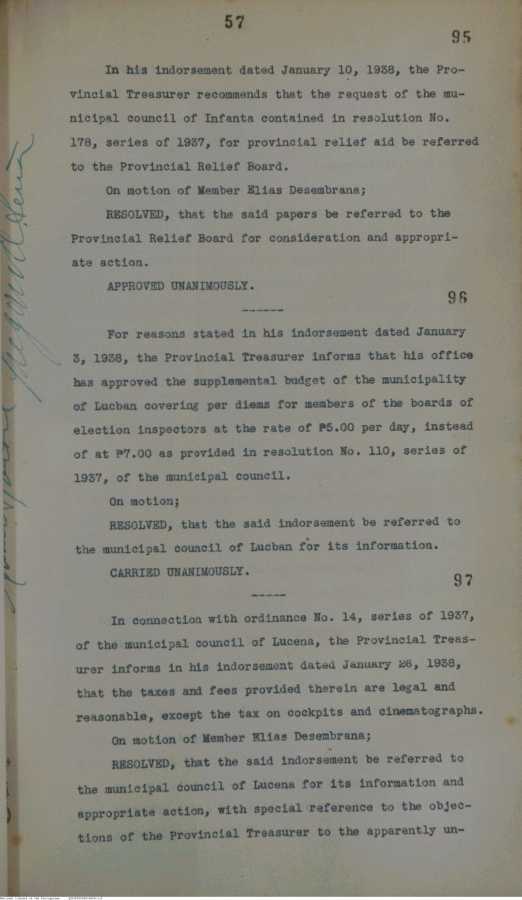 57
95
In his indorsement dated January 10, 1938, the Pro-
vincial Treasurer recommends that the request of the mu-
nicipal council of Infanta contained in resolution No.
178, series of 1937, for provincial relief aid be referred
to the Provincial Relief Board.
On motion of Member Elias Desembrana;
RESOLVED, that the said papers be referred to the
Provincial Relief Board for consideration and appropri-
ate action.
APPROVED UNANIMOUSLY.
------
96
For reasons stated in his indorsement dated January
3, 1938, the Provincial Treasurer informs that his office
has approved the supplemental budget of the municipality
of Lucban covering per diems for members of the boards of
election inspectors at the rate of ₱5.00 per day, instead
of at ₱7.00 as provided in resolution No. 110, series of
1937, of the municipal council.
On motion;
RESOLVED, that the said indorsement be referred to
the municipal council of Lucban for its information.
CARRIED UNANIMOUSLY.
97
-----
In connection with ordinance No. 14, series of 1937,
of the municipal council of Lucena, the Provincial Treas-
urer informs in his indorsement dated January 26, 1938,
that the taxes and fees provided therein are legal and
reasonable, except the tax on cockpits and cinematographs.
On motion of Member Elias Desembrana;
RESOLVED, that the said indorsement be referred to
the municipal council of Lucena for its information and
appropriate action, with special reference to the objec-
tions of the Provincial Treasurer to the apparently un-